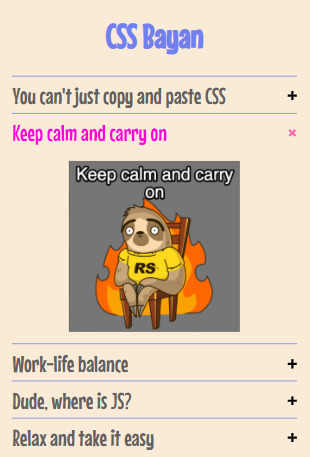 CSS Bayan
You can't just copy and paste CSS +
Keep calm and carry on ×
Keep calm and carry
on
RS
Work-life balance +
Dude, where is JS? +
Relax and take it easy +